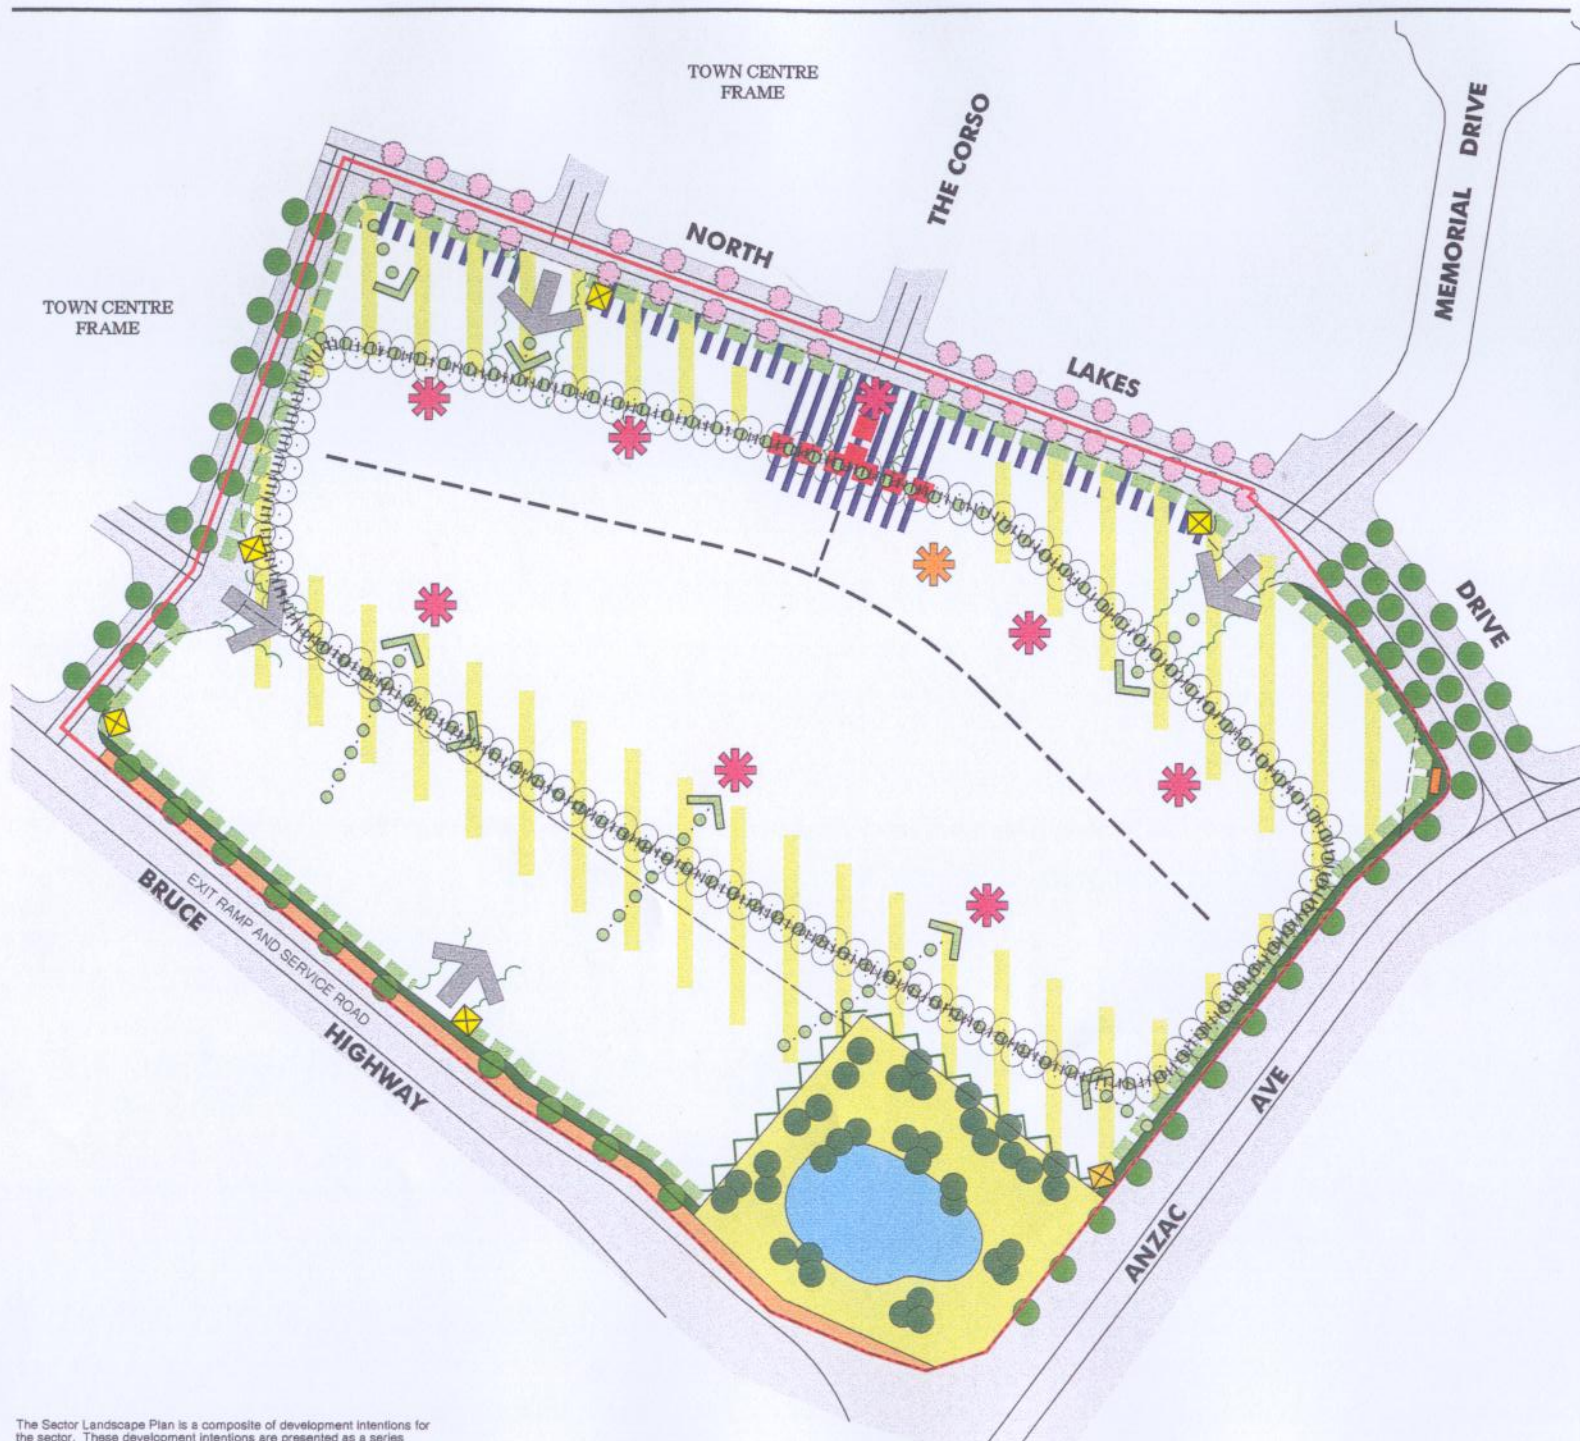 TOWN CENTRE
FRAME
THE CORSO
MEMORIAL DRIVE
NORTH
LAKES
DRIVE
TOWN CENTRE
FRAME
BRUCE
HIGHWAY
EXIT RAMP AND SERVICE ROAD
ANZAC
AVE
The Sector Landscape Plan is a composite of development intentions for
the sector. These development intentions are presented as a series